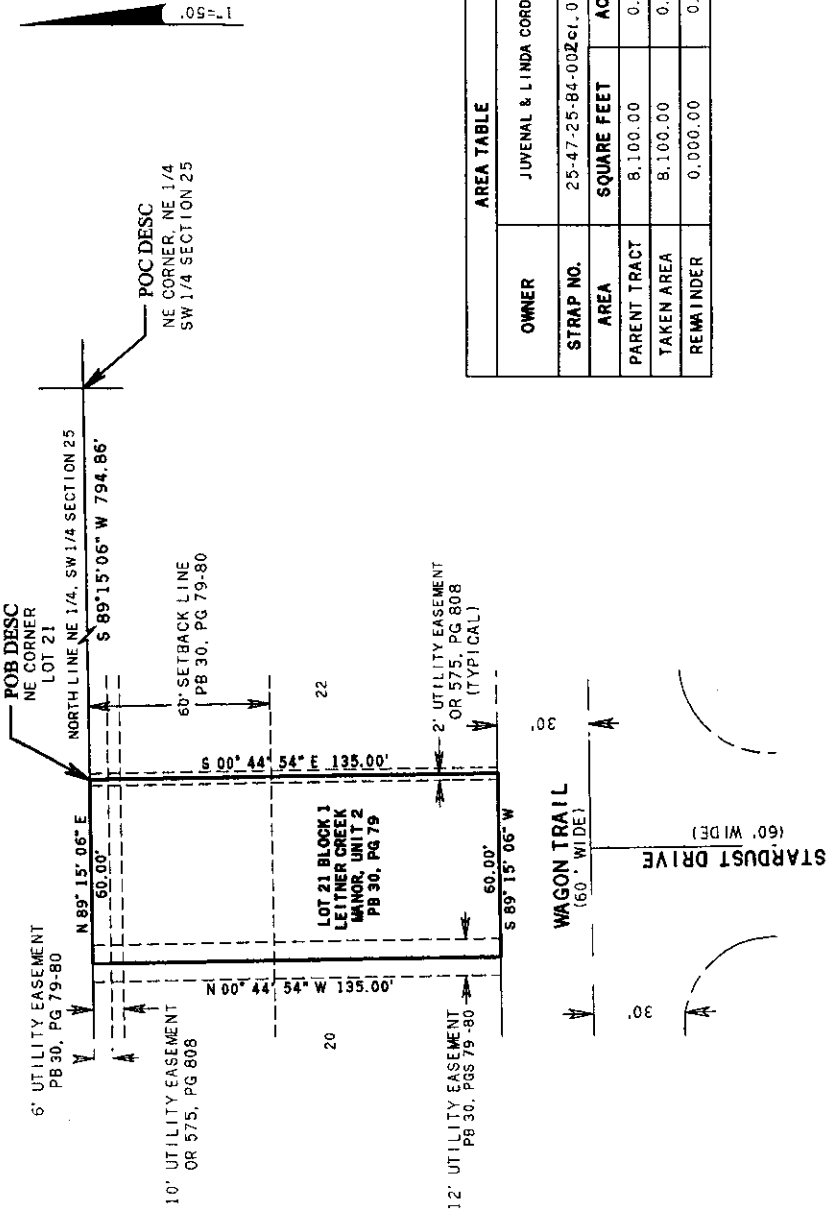 1"=50'
POC DESC
NE CORNER, NE 1/4
SW 1/4 SECTION 25
POB DESC
NE CORNER
LOT 21
NORTH LINE NE 1/4, SW 1/4 SECTION 25
S 89°15'06" W 794.86'
6' UTILITY EASEMENT
PB 30, PG 79-80
N 89° 15' 06" E
60.00'
10' UTILITY EASEMENT
OR 575, PG 808
60' SETBACK LINE
PB 30, PG 79-80
22
S 00° 44' 54" E 135.00'
2' UTILITY EASEMENT
OR 575, PG 808
(TYPICAL)
LOT 21 BLOCK 1
LEITNER CREEK
MANOR, UNIT 2
PB 30, PG 79
N 00° 44' 54" W 135.00'
20
12' UTILITY EASEMENT
PB 30, PGS 79-80
60.00'
S 89° 15' 06" W
30'
WAGON TRAIL
(60' WIDE)
30'
STARDUST DRIVE
(60' WIDE)
AREA TABLE
OWNER JUVENAL & LINDA CORD
STRAP NO. 25-47-25-B4-002c1.0
AREA SQUARE FEET AC
PARENT TRACT 8,100.00 0.
TAKEN AREA 8,100.00 0.
REMAINDER 0,000.00 0.